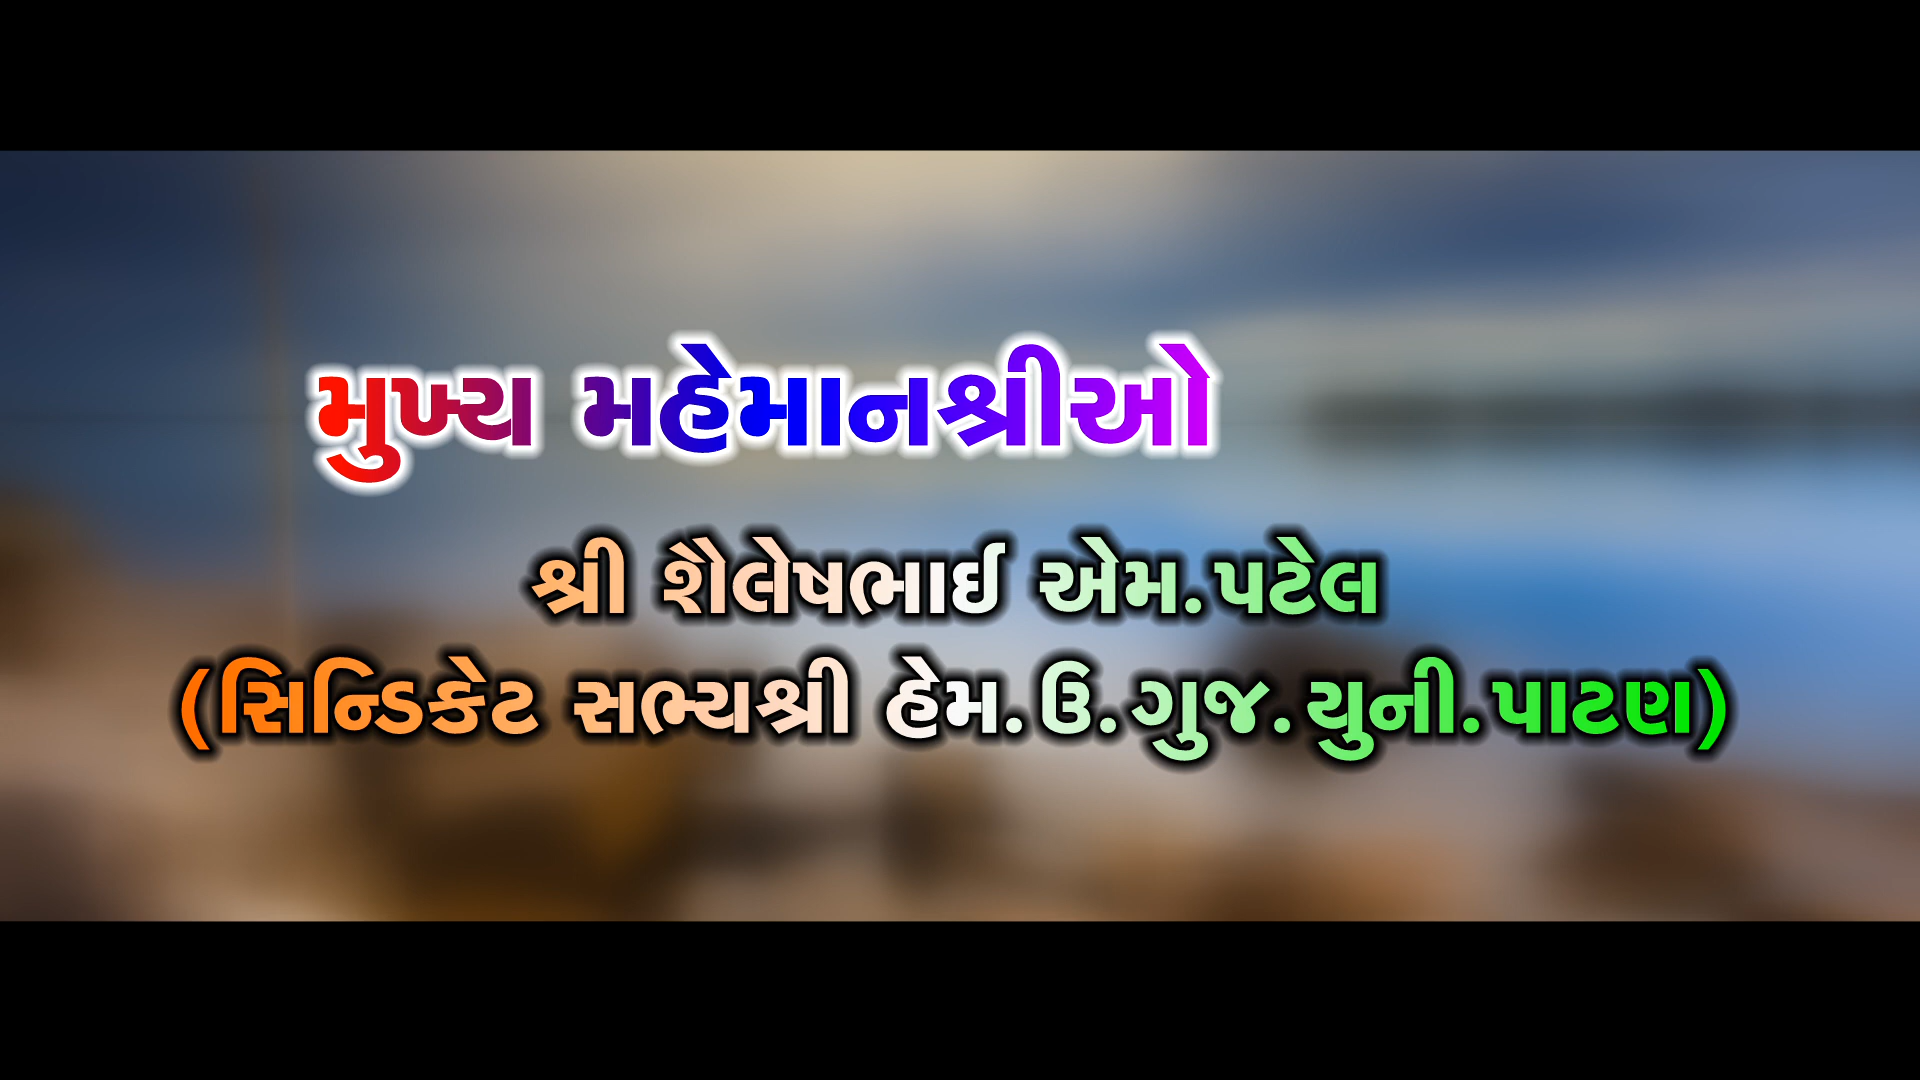 મુખ્ય મહેમાનશ્રીઓ
શ્રી શૈલેષભાઈ એમ.પટેલ
(સિન્ડિકેટ સભ્યશ્રી હેમ.ઉ.ગુજ.યુની.પાટણ)